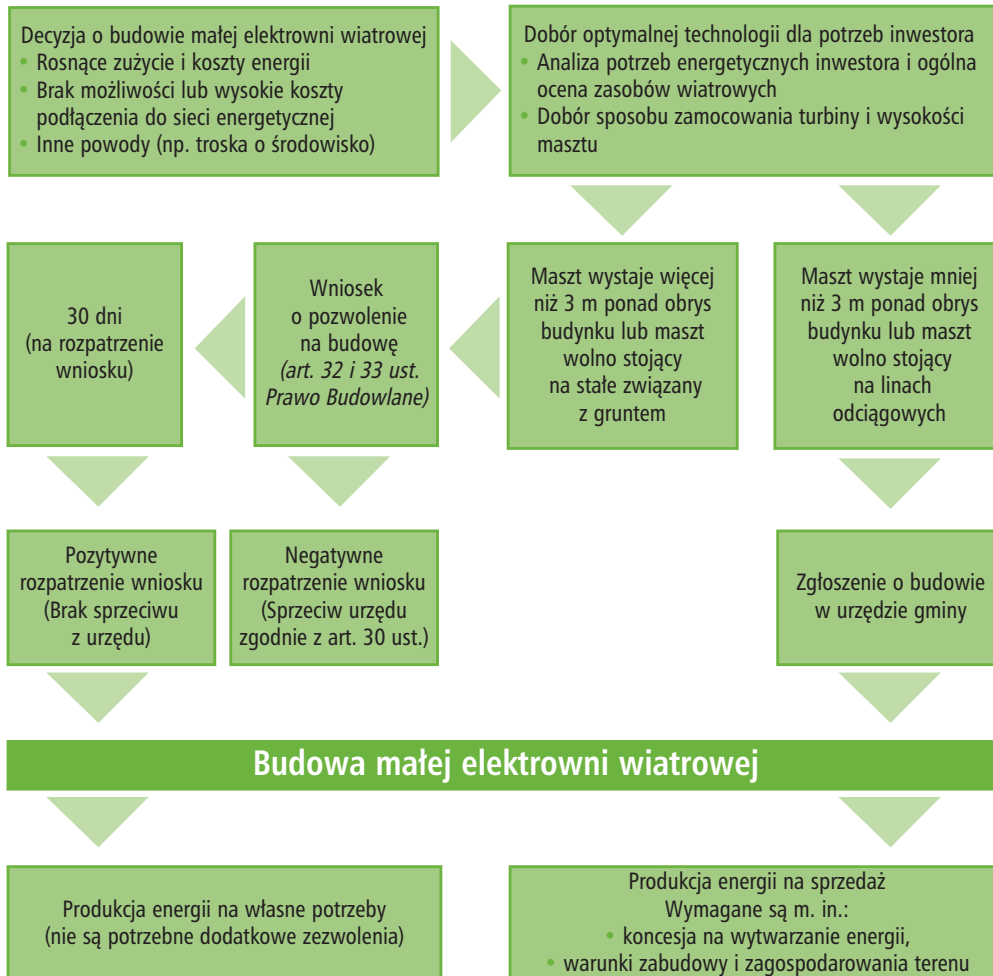 Decyzja o budowie małej elektrowni wiatrowej
• Rosnące zużycie i koszty energii
• Brak możliwości lub wysokie koszty
podłączenia do sieci energetycznej
• Inne powody (np. troska o środowisko)
Dobór optymalnej technologii dla potrzeb inwestora
• Analiza potrzeb energetycznych inwestora i ogólna
ocena zasobów wiatrowych
• Dobór sposobu zamocowania turbiny i wysokości
masztu
30 dni
(na rozpatrzenie
wniosku)
Wniosek
o pozwolenie
na budowę
(art. 32 i 33 ust.
Prawo Budowlane)
Maszt wystaje więcej
niż 3 m ponad obrys
budynku lub maszt
wolno stojący
na stałe związany
z gruntem
Maszt wystaje mniej
niż 3 m ponad obrys
budynku lub maszt
wolno stojący
na linach
odciągowych
Pozytywne
rozpatrzenie wniosku
(Brak sprzeciwu
z urzędu)
Negatywne
rozpatrzenie wniosku
(Sprzeciw urzędu
zgodnie z art. 30 ust.)
Zgłoszenie o budowie
w urzędzie gminy
Budowa małej elektrowni wiatrowej
Produkcja energii na własne potrzeby
(nie są potrzebne dodatkowe zezwolenia)
Produkcja energii na sprzedaż
Wymagane są m. in.:
• koncesja na wytwarzanie energii,
• warunki zabudowy i zagospodarowania terenu